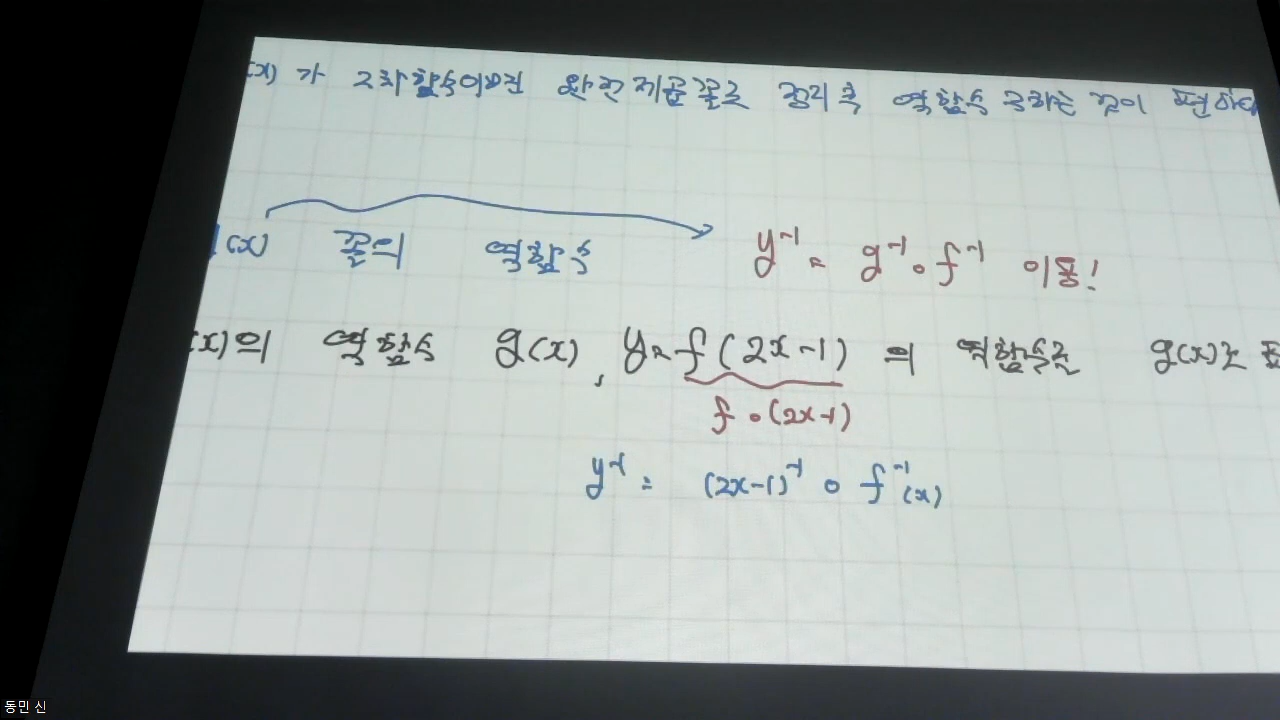 (x) 가 2차함수이면 완전제곱꼴로 정리 후 역함수 구하는 것이 편하다
(x) 꼴의 역함수 y⁻¹ = g⁻¹∘f⁻¹ 이용!
(x)의 역함수 g(x), y=f(2x-1) 의 역함수를 g(x)로
f∘(2x-1)
y⁻¹ = (2x-1)⁻¹ ∘ f⁻¹(x)
동민 신